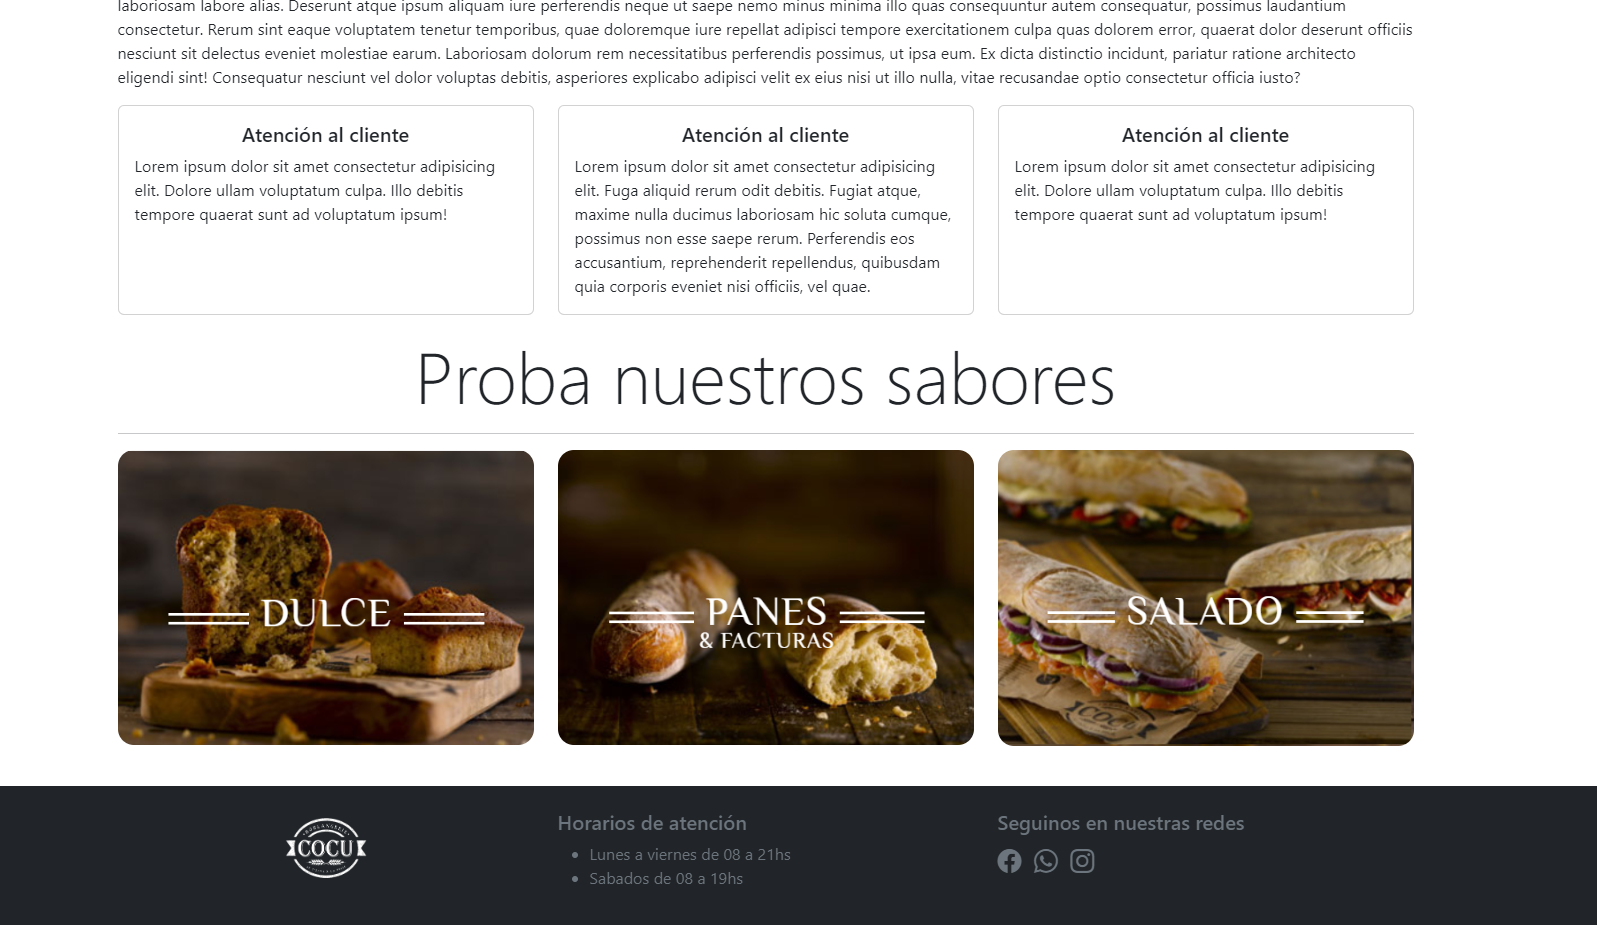 laboriosam labore alias. Deserunt atque ipsum aliquam iure perferendis neque ut saepe nemo minus minima illo quas consequuntur autem consequatur, possimus laudantium
consectetur. Rerum sint eaque voluptatem tenetur temporibus, quae doloremque iure repellat adipisci tempore exercitationem culpa quas dolorem error, quaerat dolor deserunt officiis
nesciunt sit delectus eveniet molestiae earum. Laboriosam dolorum rem necessitatibus perferendis possimus, ut ipsa eum. Ex dicta distinctio incidunt, pariatur ratione architecto
eligendi sint! Consequatur nesciunt vel dolor voluptas debitis, asperiores explicabo adipisci velit ex eius nisi ut illo nulla, vitae recusandae optio consectetur officia iusto?
Atención al cliente
Lorem ipsum dolor sit amet consectetur adipisicing
elit. Dolore ullam voluptatum culpa. Illo debitis
tempore quaerat sunt ad voluptatum ipsum!
Atención al cliente
Lorem ipsum dolor sit amet consectetur adipisicing
elit. Fuga aliquid rerum odit debitis. Fugiat atque,
maxime nulla ducimus laboriosam hic soluta cumque,
possimus non esse saepe rerum. Perferendis eos
accusantium, reprehenderit repellendus, quibusdam
quia corporis eveniet nisi officiis, vel quae.
Atención al cliente
Lorem ipsum dolor sit amet consectetur adipisicing
elit. Dolore ullam voluptatum culpa. Illo debitis
tempore quaerat sunt ad voluptatum ipsum!
Proba nuestros sabores
DULCE
PANES
& FACTURAS
SALADO
COCU
COCU
Horarios de atención
Lunes a viernes de 08 a 21hs
Sabados de 08 a 19hs
Seguinos en nuestras redes